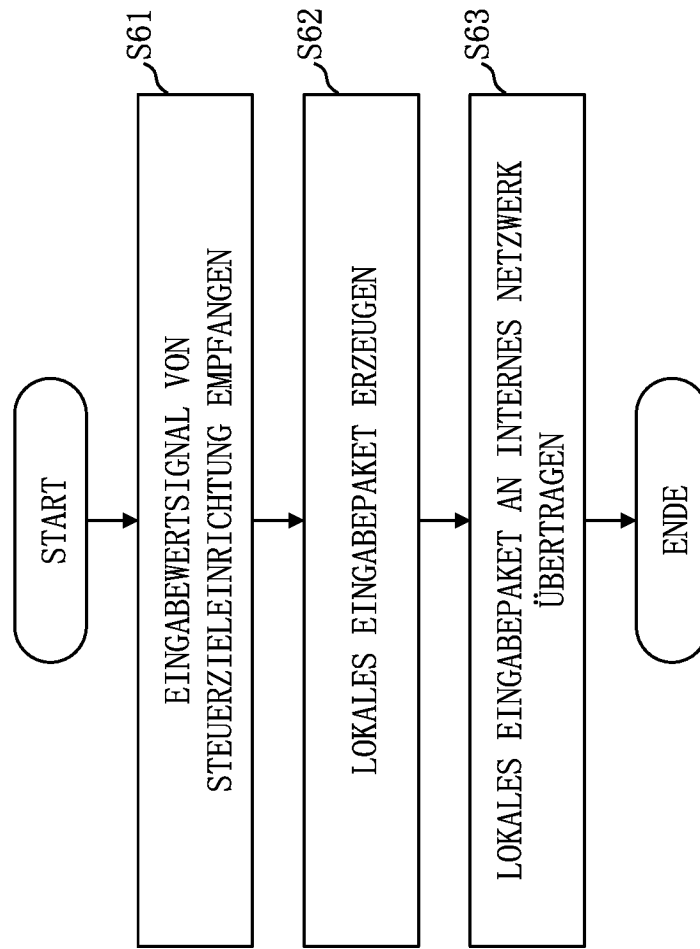 START
S61
EINGABEWERTSIGNAL VON
STEUERZIELEINRICHTUNG EMPFANGEN
S62
LOKALES EINGABEPAKET ERZEUGEN
S63
LOKALES EINGABEPAKET AN INTERNES NETZWERK
ÜBERTRAGEN
ENDE